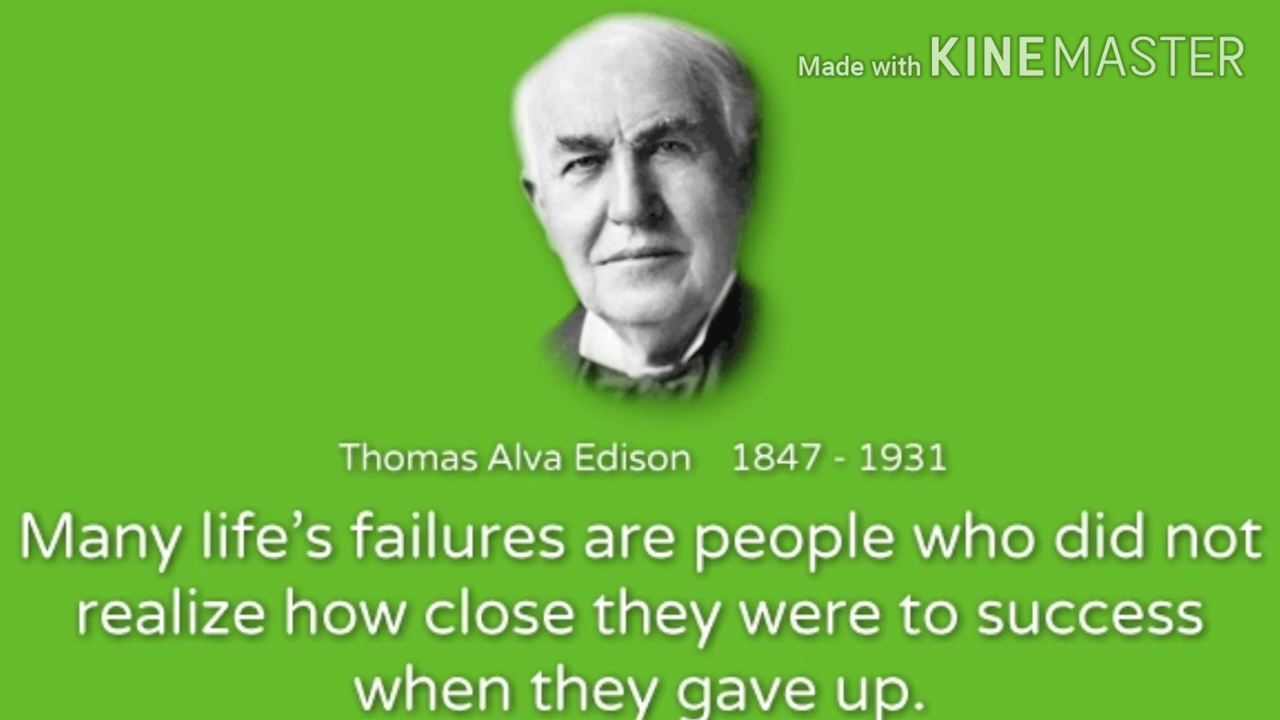 Made with KINEMASTER
Thomas Alva Edison 1847 - 1931
Many life’s failures are people who did not
realize how close they were to success
when they gave up.